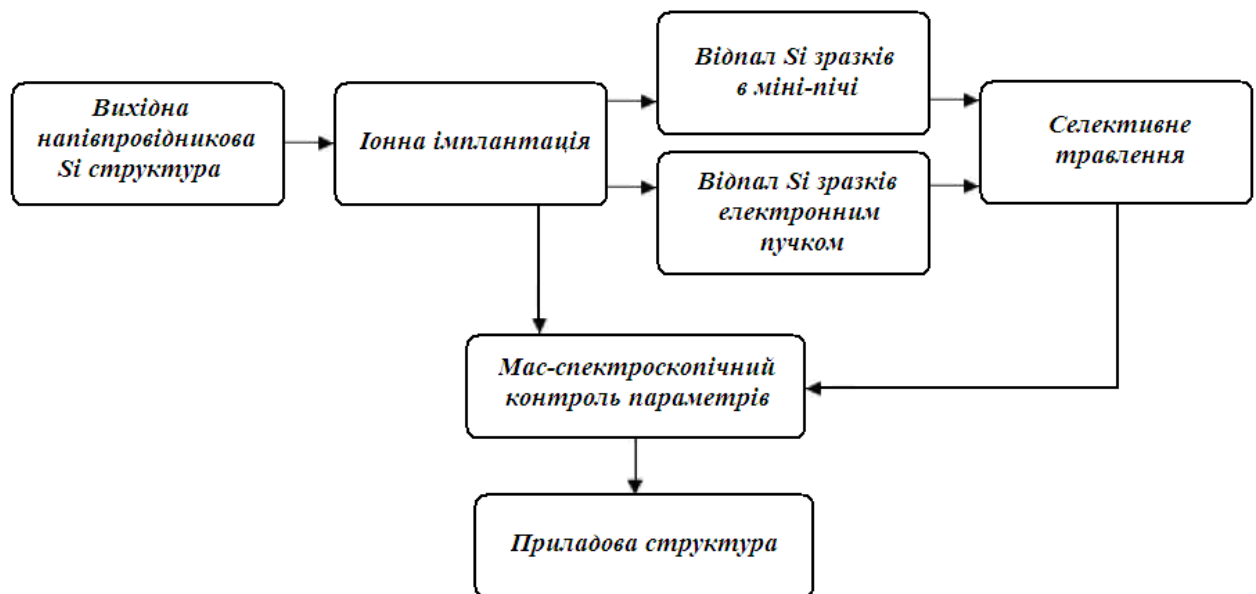 Вихідна
напівпровідникова
Si структура
Іонна імплантація
Відпал Si зразків
в міні-пічі
Відпал Si зразків
електронним
пучком
Селективне
травлення
Мас-спектроскопічний
контроль параметрів
Приладова структура